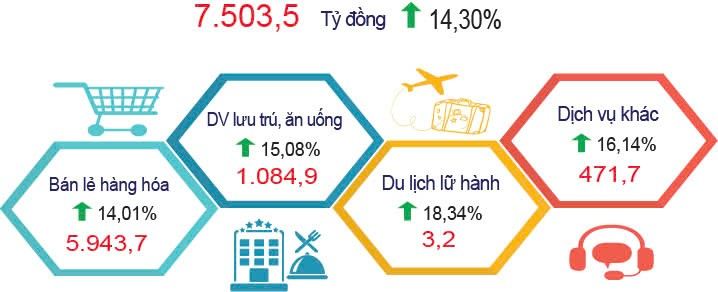 7.503,5 Tỷ đồng 14,30%
Bán lẻ hàng hóa
14,01%
5.943,7
DV lưu trú, ăn uống
15,08%
1.084,9
Du lịch lữ hành
18,34%
3,2
Dịch vụ khác
16,14%
471,7